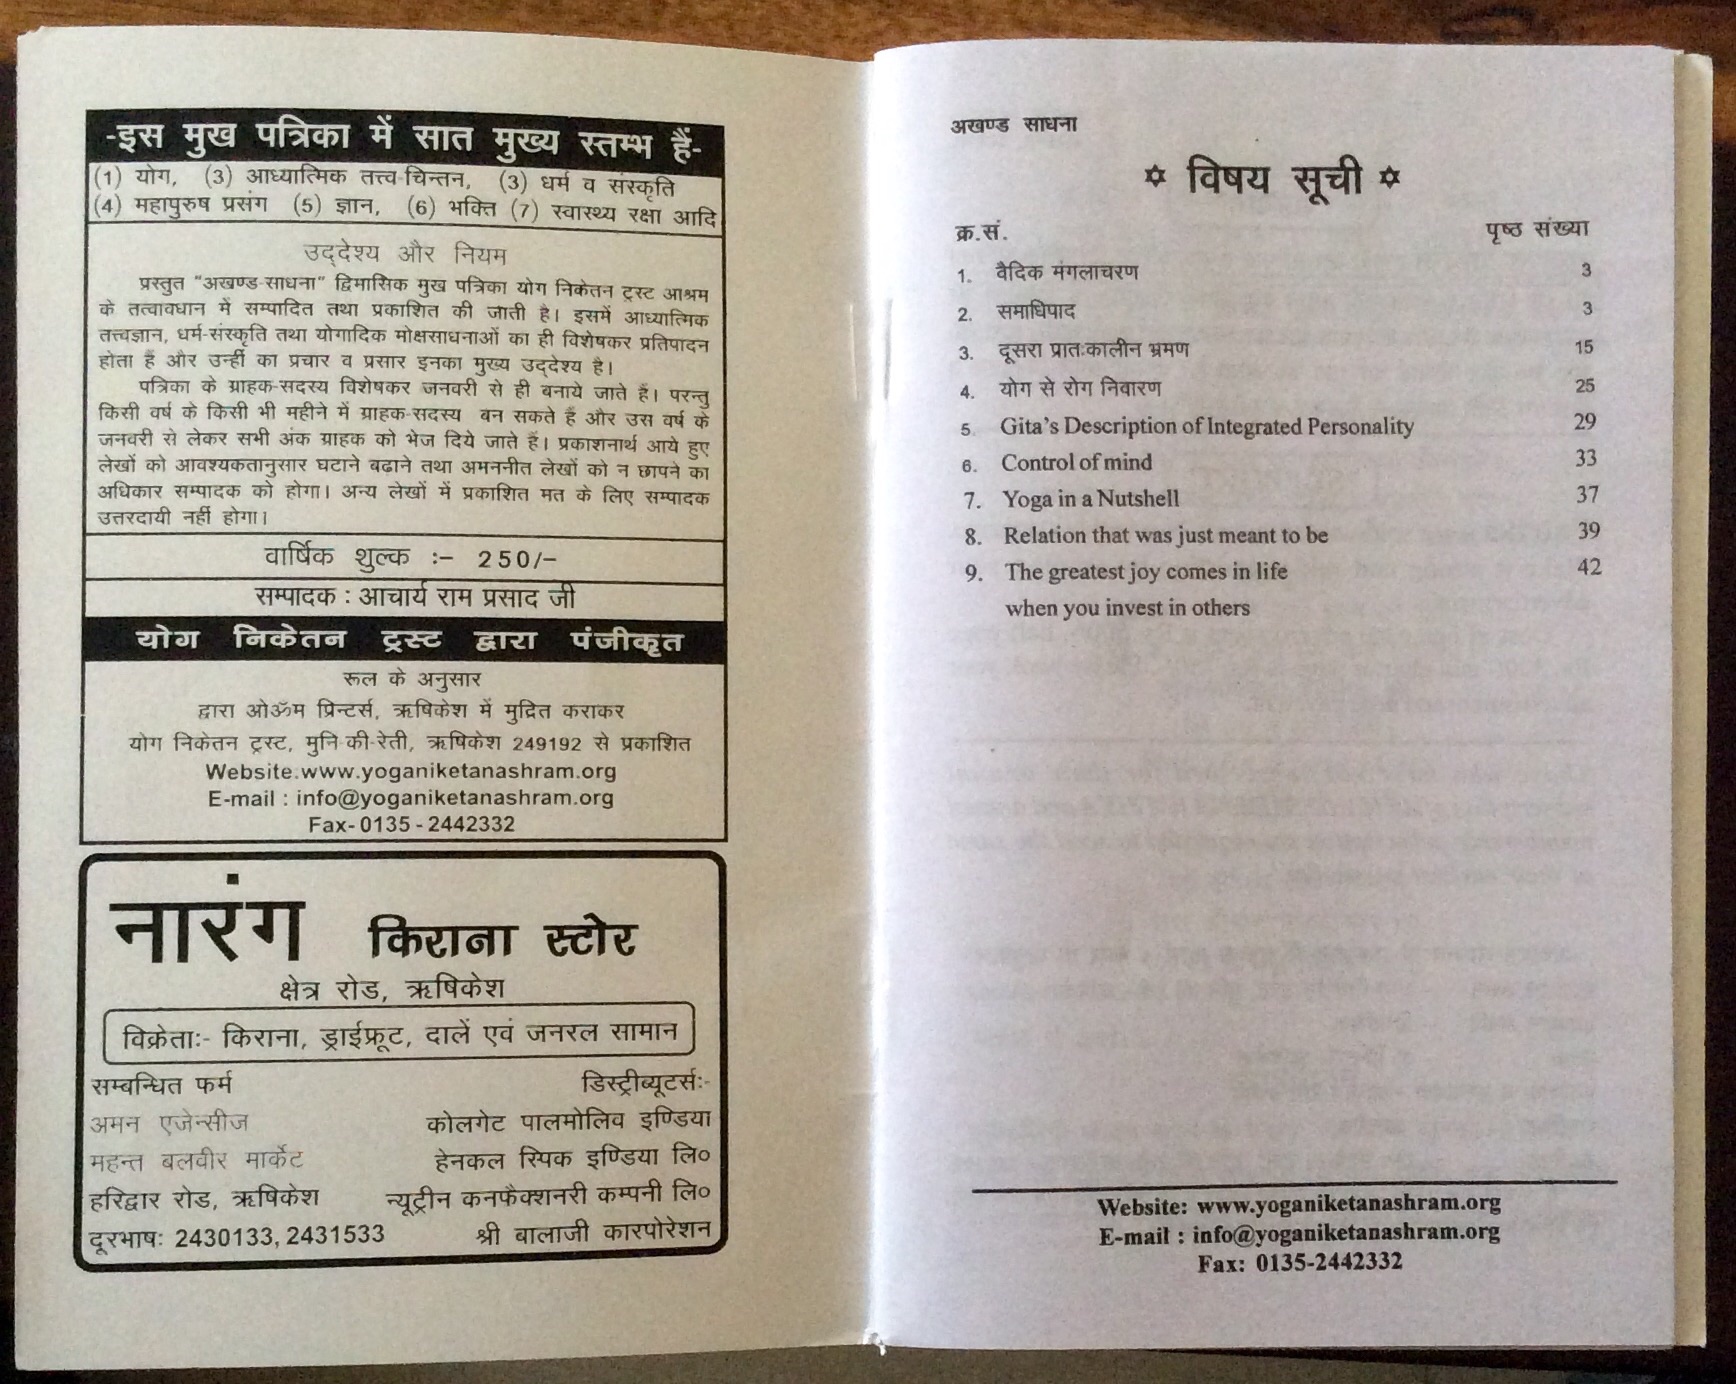 -इस मुख पत्रिका में सात मुख्य स्तम्भ हैं-
(1) योग, (3) आध्यात्मिक तत्त्व-चिन्तन, (3) धर्म व संस्कृति
(4) महापुरुष प्रसंग (5) ज्ञान, (6) भक्ति (7) स्वास्थ्य रक्षा आदि
उद्देश्य और नियम
प्रस्तुत "अखण्ड-साधना" द्विमासिक मुख पत्रिका योग निकेतन ट्रस्ट आश्रम
के तत्वावधान में सम्पादित तथा प्रकाशित की जाती है। इसमें आध्यात्मिक
तत्त्वज्ञान, धर्म-संस्कृति तथा योगादिक मोक्षसाधनाओं का ही विशेषकर प्रतिपादन
होता हैं और उन्हीं का प्रचार व प्रसार इनका मुख्य उद्देश्य है।
पत्रिका के ग्राहक-सदस्य विशेषकर जनवरी से ही बनाये जाते हैं। परन्तु
किसी वर्ष के किसी भी महीने में ग्राहक-सदस्य बन सकते हैं और उस वर्ष के
जनवरी से लेकर सभी अंक ग्राहक को भेज दिये जाते हैं। प्रकाशनार्थ आये हुए
लेखों को आवश्यकतानुसार घटाने बढाने तथा अमननीत लेखों को न छापने का
अधिकार सम्पादक को होगा। अन्य लेखों में प्रकाशित मत के लिए सम्पादक
उत्तरदायी नहीं होगा।
वार्षिक शुल्क :– 250/–
सम्पादक : आचार्य राम प्रसाद जी
योग निकेतन ट्रस्ट द्वारा पंजीकृत
रूल के अनुसार
द्वारा ओॐम प्रिन्टर्स, ऋषिकेश में मुद्रित कराकर
योग निकेतन ट्रस्ट, मुनि-की-रेती, ऋषिकेश 249192 से प्रकाशित
Website.www.yoganiketanashram.org
E-mail : info@yoganiketanashram.org
Fax- 0135 - 2442332
नारंग किराना स्टोर
क्षेत्र रोड, ऋषिकेश
विक्रेताः- किराना, ड्राईफ्रूट, दालें एवं जनरल सामान
सम्बन्धित फर्म डिस्ट्रीब्यूटर्सः-
अमन एजेन्सीज कोलगेट पालमोलिव इण्डिया
महन्त बलवीर मार्केट हेनकल स्पिक इण्डिया लि०
हरिद्वार रोड, ऋषिकेश न्यूट्रीन कनफैक्शनरी कम्पनी लि०
दूरभाषः 2430133, 2431533 श्री बालाजी कारपोरेशन
अखण्ड साधना
✡ विषय सूची ✡
क्र.सं. पृष्ठ संख्या
1. वैदिक मंगलाचरण 3
2. समाधिपाद 3
3. दूसरा प्रातःकालीन भ्रमण 15
4. योग से रोग निवारण 25
5. Gita's Description of Integrated Personality 29
6. Control of mind 33
7. Yoga in a Nutshell 37
8. Relation that was just meant to be 39
9. The greatest joy comes in life 42
when you invest in others
Website: www.yoganiketanashram.org
E-mail : info@yoganiketanashram.org
Fax: 0135-2442332